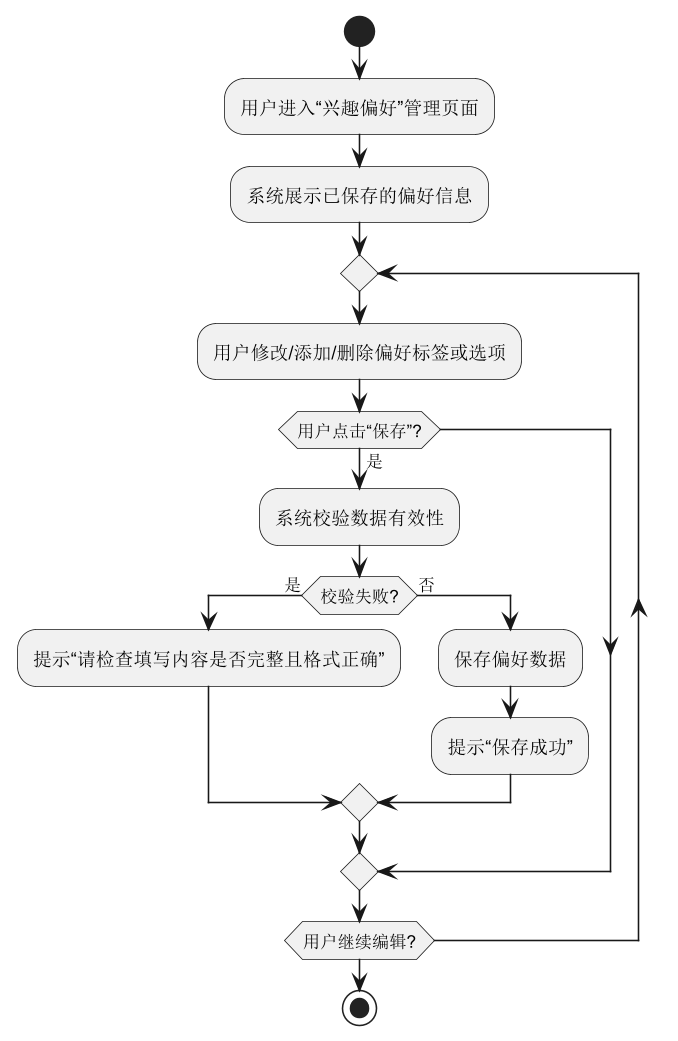 用户进入“兴趣偏好”管理页面
系统展示已保存的偏好信息
用户修改/添加/删除偏好标签或选项
用户点击“保存”?
是
系统校验数据有效性
是
校验失败?
否
提示“请检查填写内容是否完整且格式正确”
保存偏好数据
提示“保存成功”
用户继续编辑?